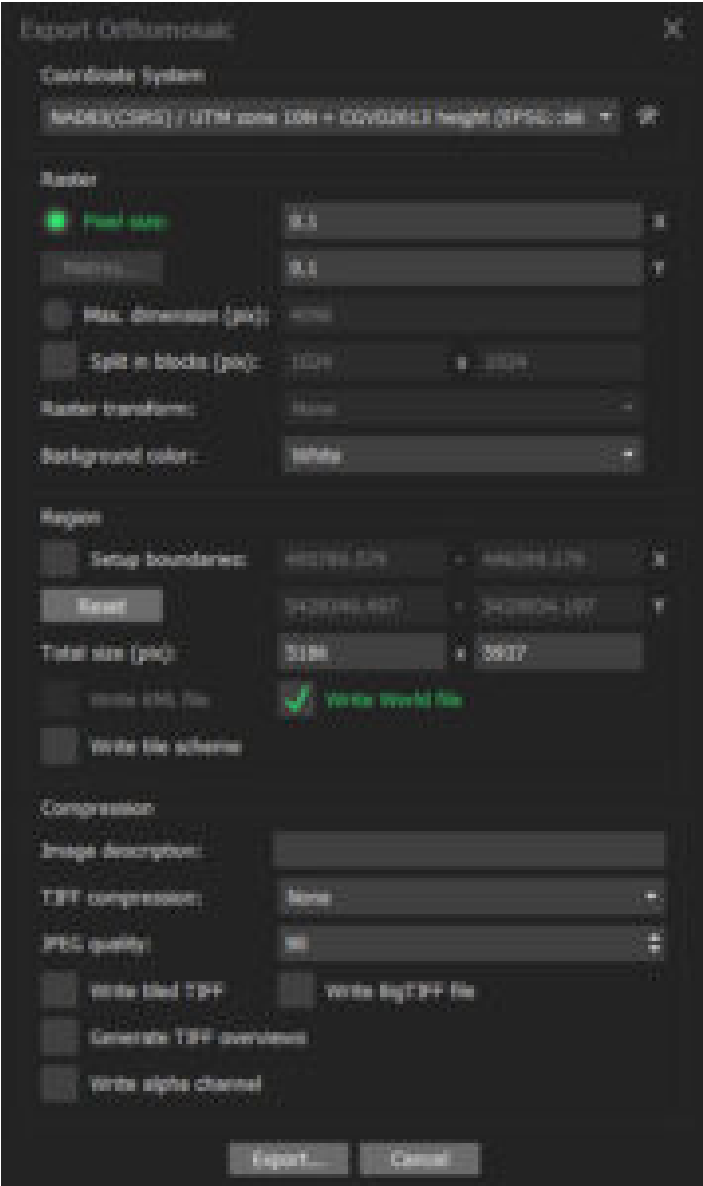 Export Orthomosaic
Coordinate System
NAD83(CSRS) / UTM zone 10N + CGVD2013 height (EPSG::66
Raster
Pixel size: 0.1 X
Metres... 0.1 Y
Max. dimension (pix): 4096
Split in blocks (pix): 1024 x 1024
Raster transform: None
Background color: White
Region
Setup boundaries: - X
Reset - Y
Total size (pix): x
Write KML file Write World file
Write tile scheme
Compression
Image description:
TIFF compression: None
JPEG quality: 90
Write tiled TIFF Write BigTIFF file
Generate TIFF overviews
Write alpha channel
Export... Cancel